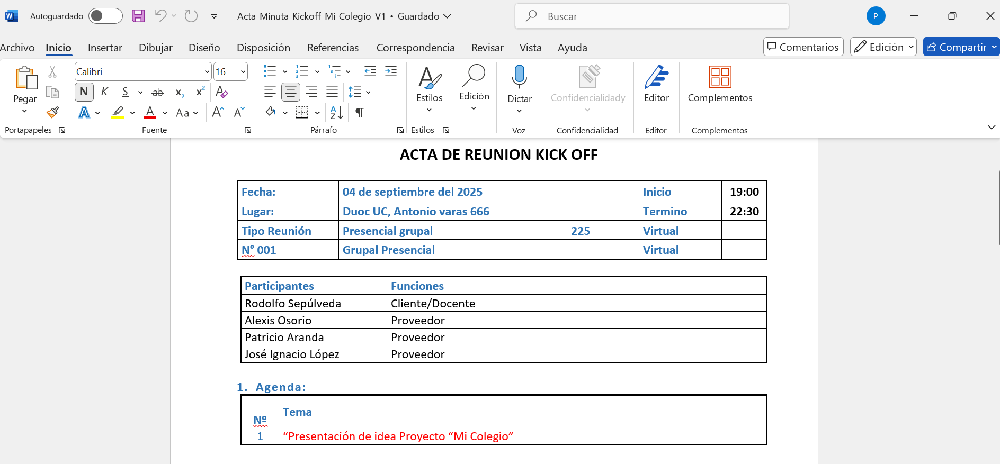 Autoguardado
Acta_Minuta_Kickoff_Mi_Colegio_V1 • Guardado
Buscar
P
Archivo Inicio Insertar Dibujar Diseño Disposición Referencias Correspondencia Revisar Vista Ayuda
Comentarios Edición Compartir
Pegar
Portapapeles
Calibri 16
N K S ab x₂ x²
A A Aa A A
Fuente
Párrafo
Estilos
Estilos
Edición
Dictar
Voz
Confidencialidady
Confidencialidad
Editor
Editor
Complementos
Complementos
ACTA DE REUNION KICK OFF
Fecha: 04 de septiembre del 2025 Inicio 19:00
Lugar: Duoc UC, Antonio varas 666 Termino 22:30
Tipo Reunión Presencial grupal 225 Virtual
N° 001 Grupal Presencial Virtual
Participantes Funciones
Rodolfo Sepúlveda Cliente/Docente
Alexis Osorio Proveedor
Patricio Aranda Proveedor
José Ignacio López Proveedor
1. Agenda:
Nº Tema
1 “Presentación de idea Proyecto “Mi Colegio”